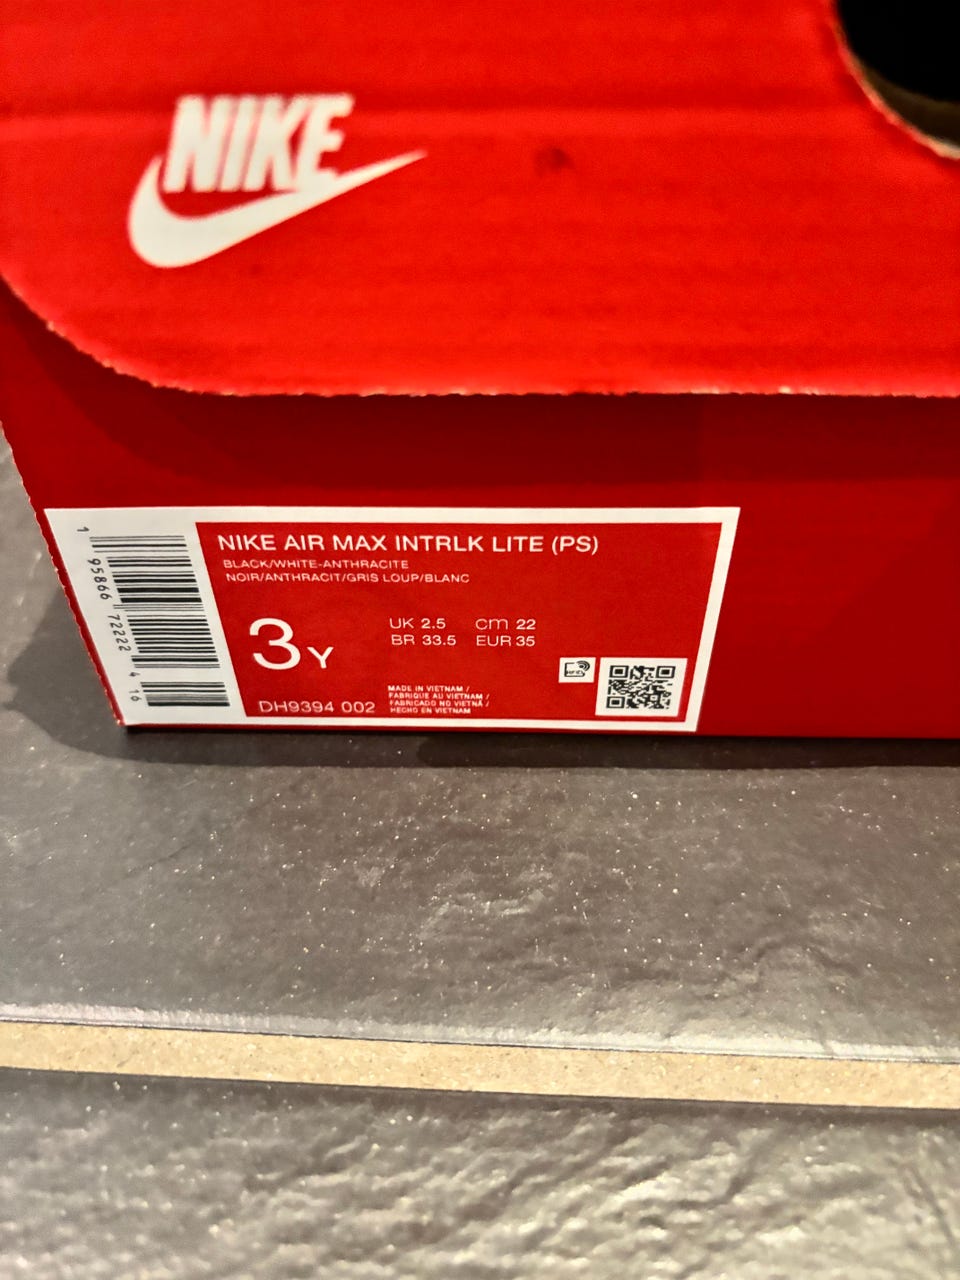 NIKE
NIKE AIR MAX INTRLK LITE (PS)
BLACK/WHITE-ANTHRACITE
NOIR/ANTHRACIT/GRIS LOUP/BLANC
3Y
UK 2.5 cm 22
BR 33.5 EUR 35
DH9394 002
MADE IN VIETNAM /
FABRIQUE AU VIETNAM /
FABRICADO NO VIETNÃ /
HECHO EN VIETNAM
1 95866 72222 4 16